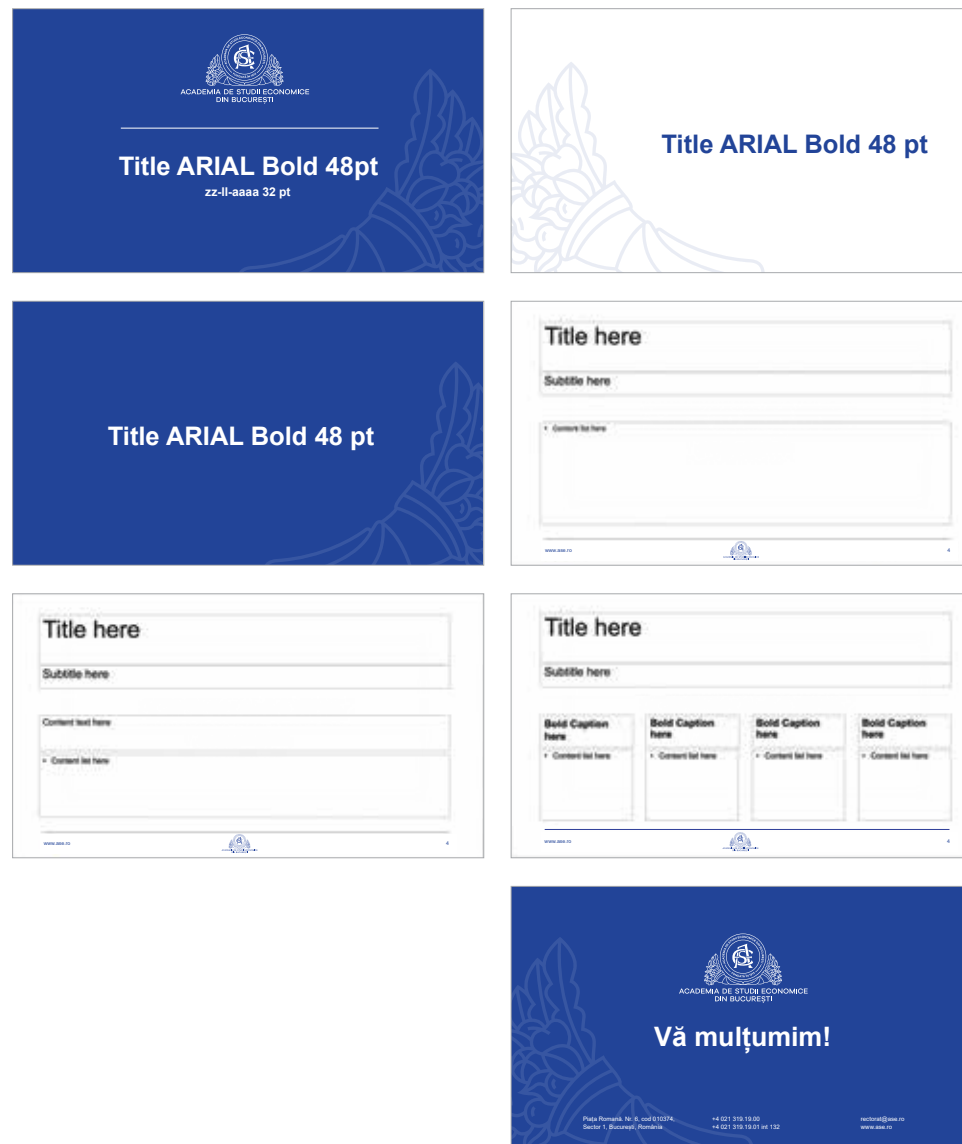 ACADEMIA DE STUDII ECONOMICE
DIN BUCUREȘTI
Title ARIAL Bold 48pt
zz-ll-aaaa 32 pt
Title ARIAL Bold 48 pt
Title ARIAL Bold 48 pt
Title here
Subtitle here
• Content list here
www.ase.ro
4
Title here
Subtitle here
Content text here
• Content list here
www.ase.ro
4
Title here
Subtitle here
Bold Caption here
Bold Caption here
Bold Caption here
Bold Caption here
• Content list here
• Content list here
• Content list here
• Content list here
www.ase.ro
4
ACADEMIA DE STUDII ECONOMICE
DIN BUCUREȘTI
Vă mulțumim!
Piața Romană. Nr. 6, cod 010374, +4 021 319.19.00 rectorat@ase.ro
Sector 1, București, România +4 021 319.19.01 int 132 www.ase.ro